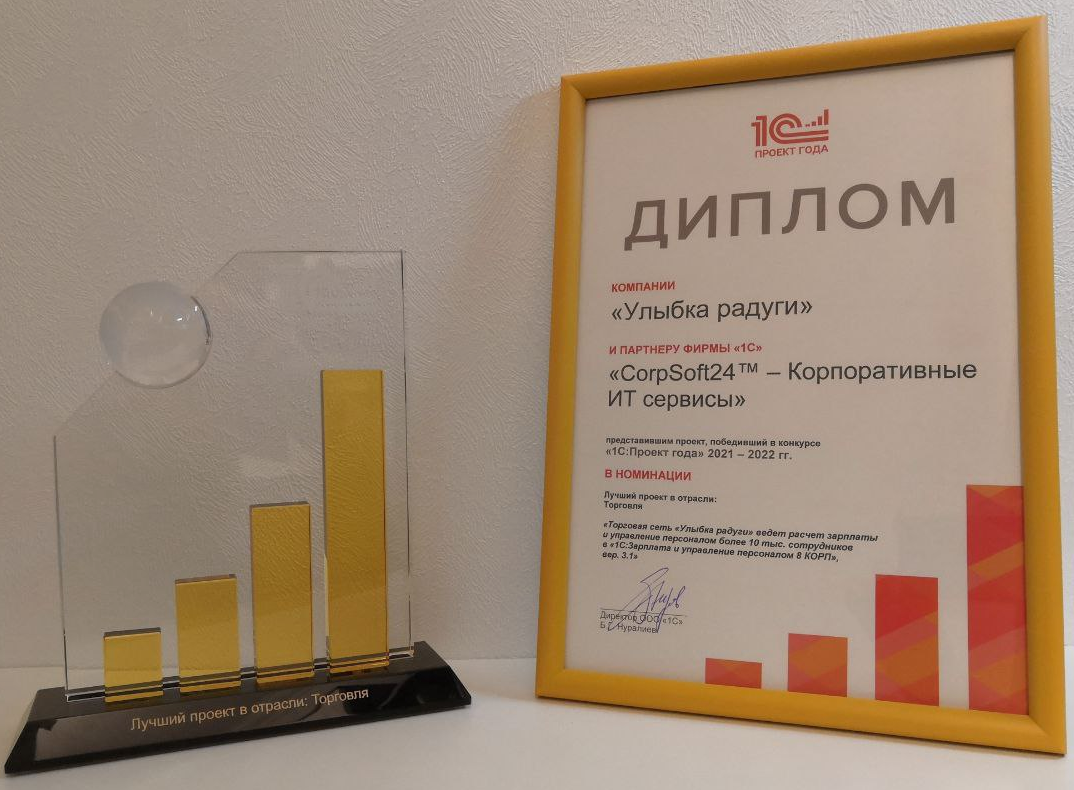 1С
ПРОЕКТ ГОДА
ДИПЛОМ
КОМПАНИИ
«Улыбка радуги»
И ПАРТНЕРУ ФИРМЫ «1С»
«CorpSoft24™ – Корпоративные
ИТ сервисы»
представившим проект, победивший в конкурсе
«1С:Проект года» 2021 – 2022 гг.
В НОМИНАЦИИ
Лучший проект в отрасли:
Торговля
«Торговая сеть «Улыбка радуги» ведет расчет зарплаты
и управление персоналом более 10 тыс. сотрудников
в «1С:Зарплата и управление персоналом 8 КОРП»,
вер. 3.1»
Директор ООО «1С»
Б.Г. Нуралиев
Лучший проект в отрасли: Торговля